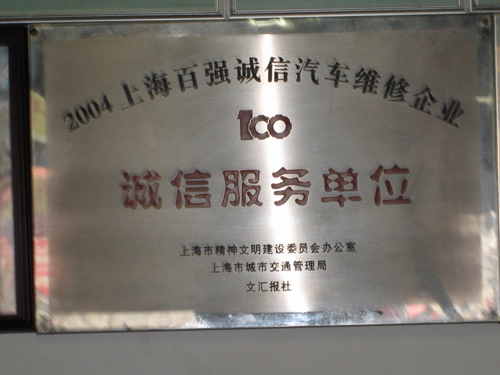 2004上海百强诚信汽车维修企业
100
诚信服务单位
上海市精神文明建设委员会办公室
上海市城市交通管理局
文汇报社